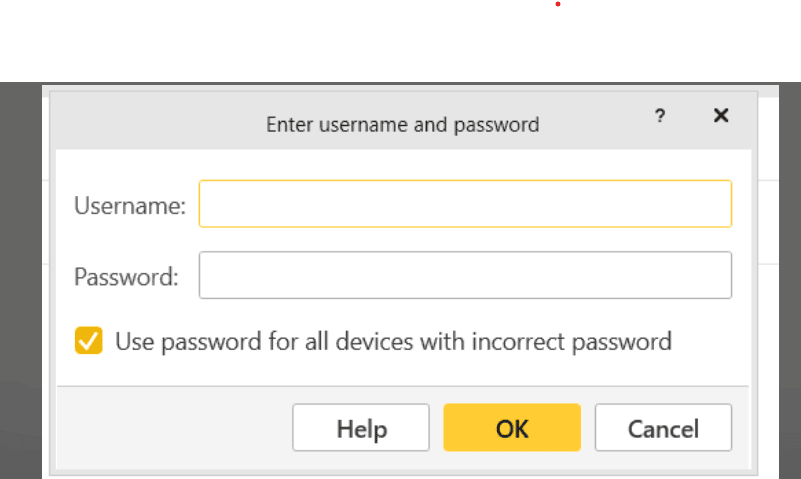 Enter username and password ?
Username:
Password:
Use password for all devices with incorrect password
Help OK Cancel